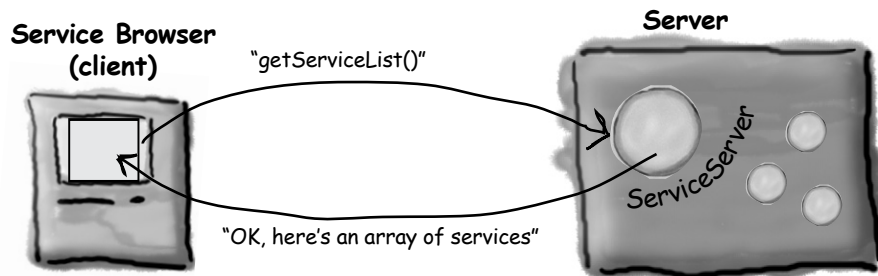 Service Browser
(client)
Server
“getServiceList()”
ServiceServer
“OK, here’s an array of services”